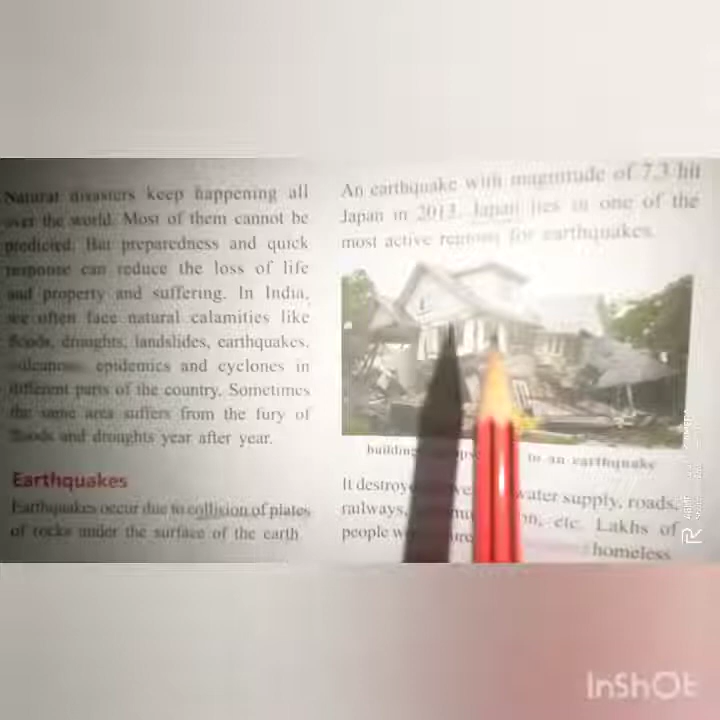 Natural disasters keep happening all
over the world. Most of them cannot be
predicted. But preparedness and quick
response can reduce the loss of life
and property and suffering. In India,
we often face natural calamities like
floods, droughts, landslides, earthquakes,
volcanoes, epidemics and cyclones in
different parts of the country. Sometimes
the same area suffers from the fury of
floods and droughts year after year.
Earthquakes
Earthquakes occur due to collision of plates
of rocks under the surface of the earth
An earthquake with magnitude of 7.3 hit
Japan in 2013. Japan lies in one of the
most active regions for earthquakes.
building to an earthquake
It destroy water supply, roads,
railways, etc. Lakhs of
people homeless
InShOt